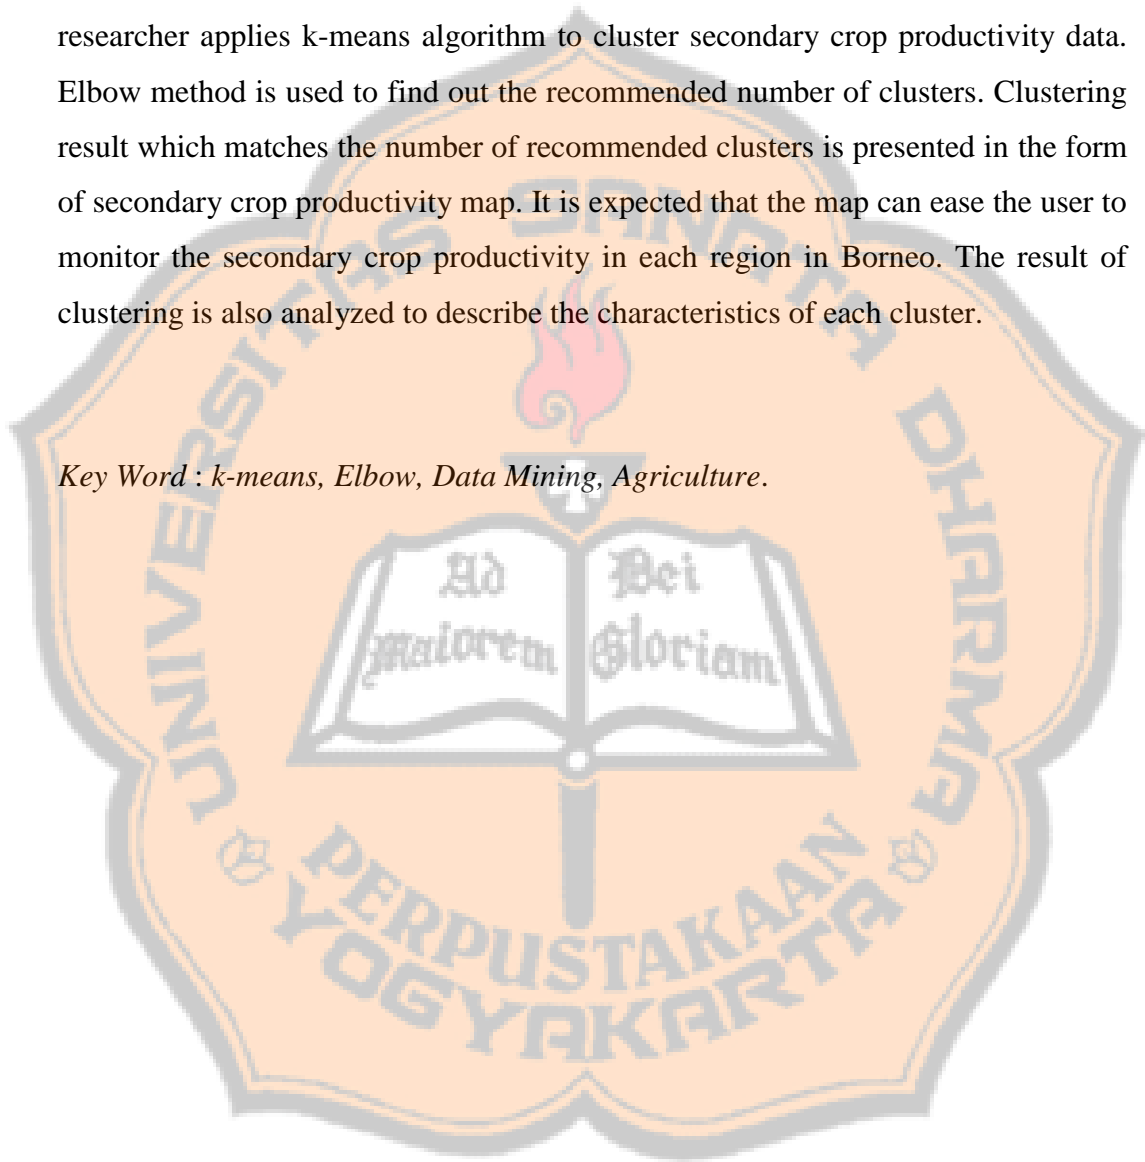 researcher applies k-means algorithm to cluster secondary crop productivity data.
Elbow method is used to find out the recommended number of clusters. Clustering
result which matches the number of recommended clusters is presented in the form
of secondary crop productivity map. It is expected that the map can ease the user to
monitor the secondary crop productivity in each region in Borneo. The result of
clustering is also analyzed to describe the characteristics of each cluster.
Key Word : k-means, Elbow, Data Mining, Agriculture.
UNIVERSITAS SANATA DHARMA
Ad Maiorem
Dei Gloriam
PERPUSTAKAAN
YOGYAKARTA